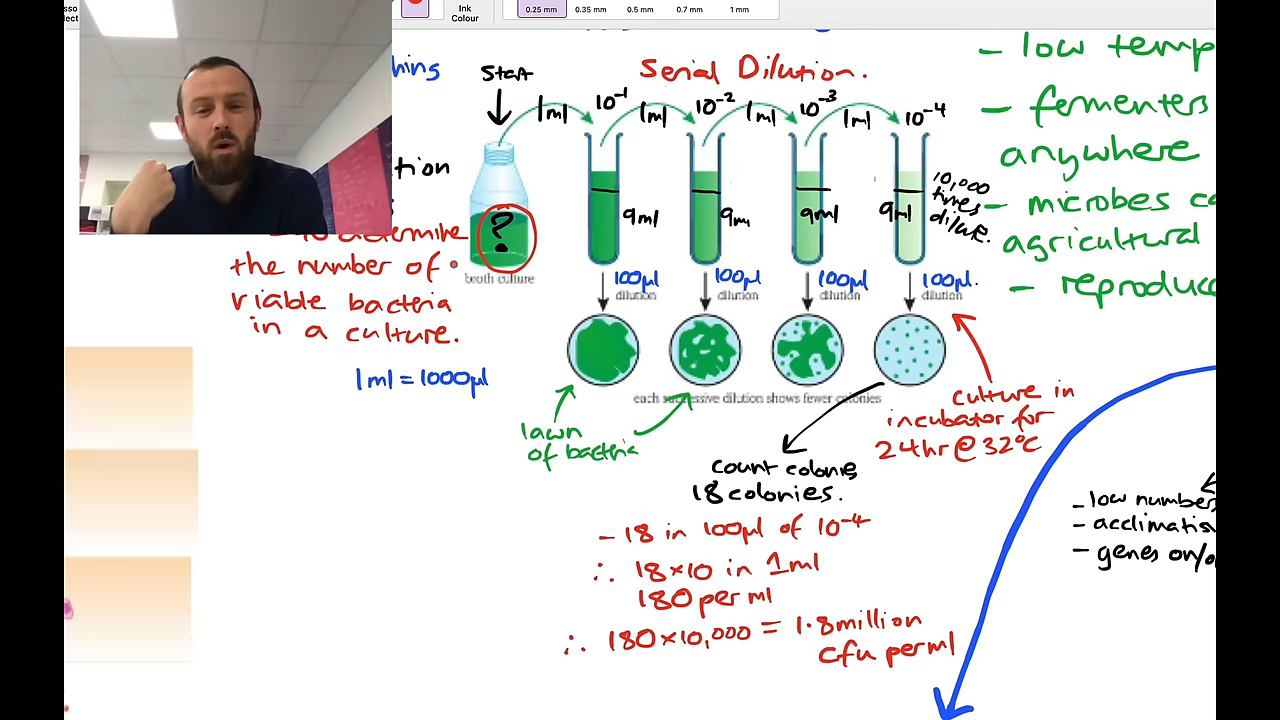 Ink
Colour
0.25 mm
0.35 mm
0.5 mm
0.7 mm
1 mm
Start
Serial Dilution.
1ml
10-1
1ml
10-2
1ml
10-3
1ml
10-4
?
9ml
9ml
9ml
9ml
10,000
times
dilute.
broth culture
100µl
100µl
100µl
100µl.
dilution
dilution
dilution
dilution
the number of
viable bacteria
in a culture.
1ml = 1000µl
each successive dilution shows fewer colonies
lawn
of bacteria
culture in
incubator for
24hr @ 32°C
count colonies
18 colonies.
- 18 in 100µl of 10-4
∴ 18×10 in 1ml
180 per ml
∴ 180×10,000 = 1.8million
cfu per ml
- low temp
- fermenters
anywhere
- microbes
agricultural
- reproduce
- low numbers
- acclimatis
- genes on/o